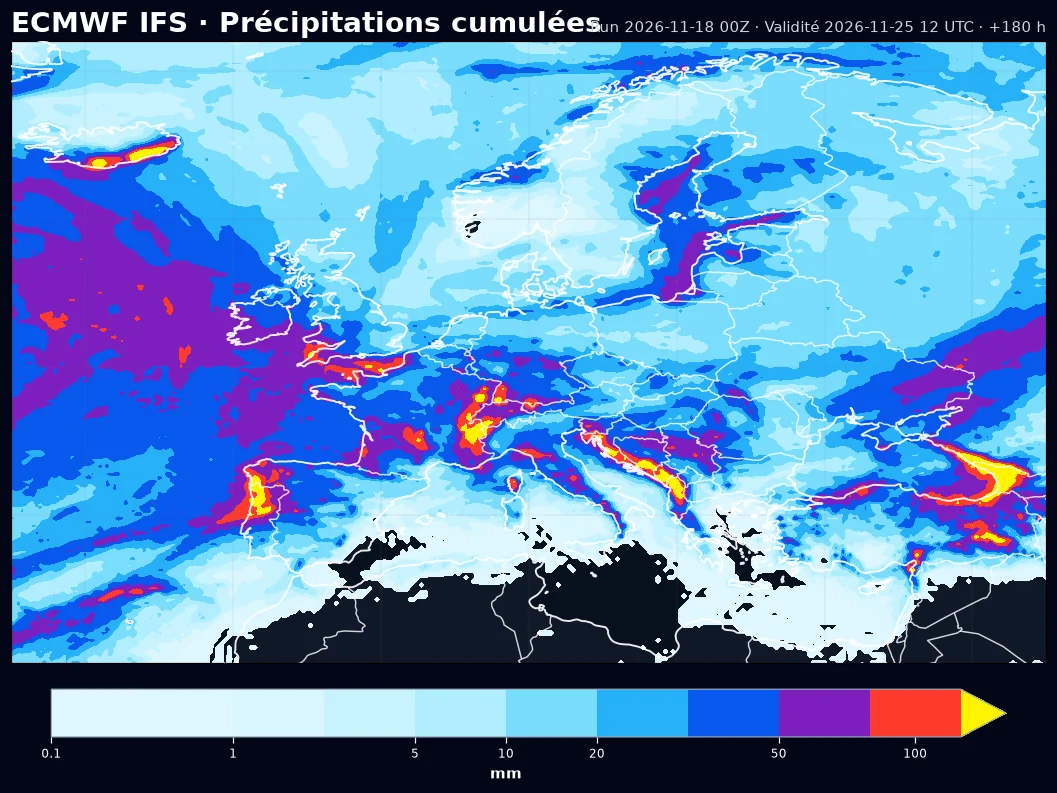 ECMWF IFS · Précipitations cumulées
Run 2026-11-18 00Z · Validité 2026-11-25 12 UTC · +180 h
0.1 1 5 10 20 50 100
mm